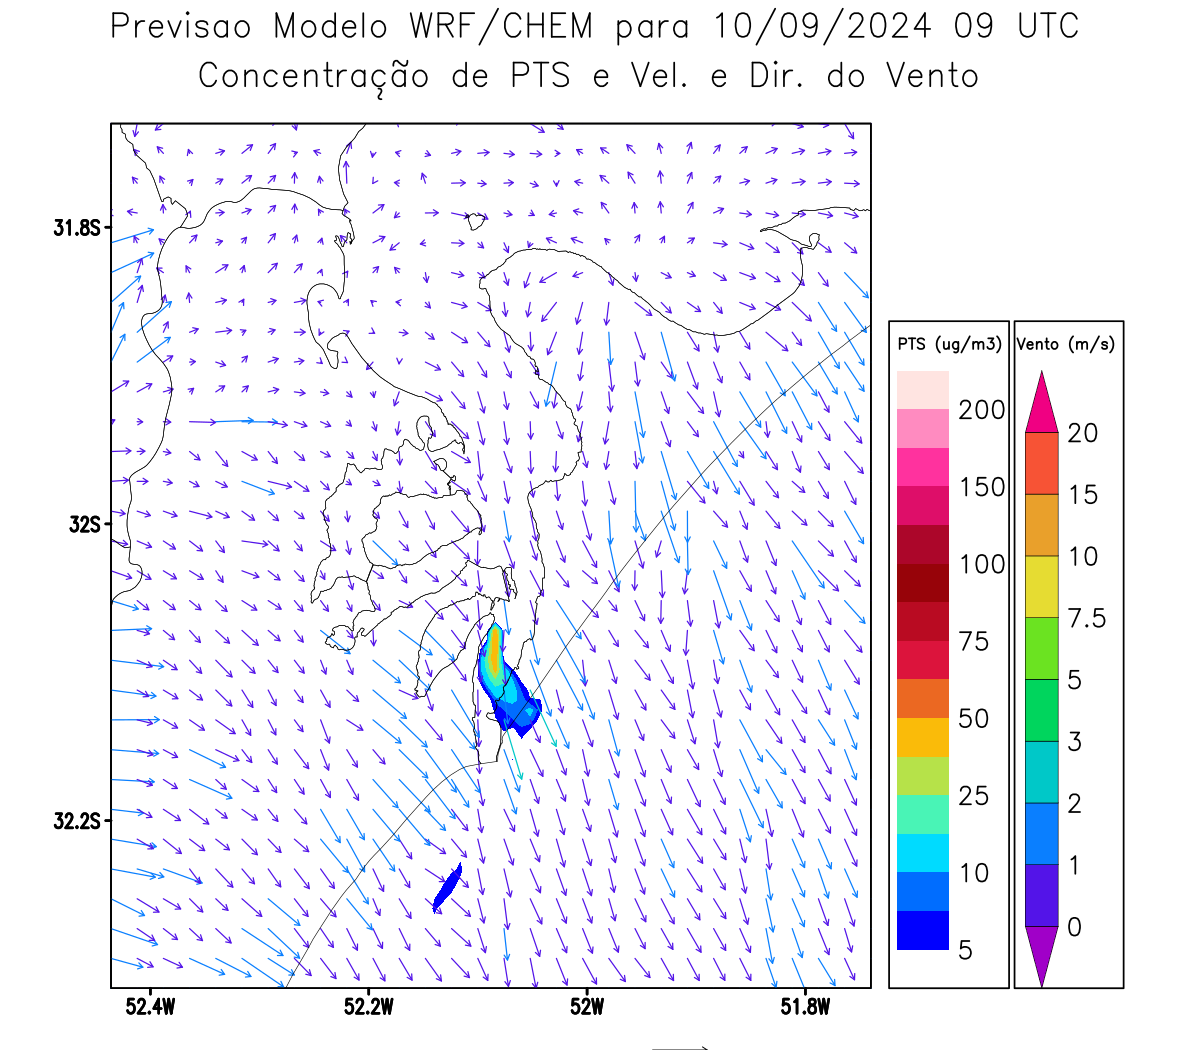 Previsao Modelo WRF/CHEM para 10/09/2024 09 UTC
Concentração de PTS e Vel. e Dir. do Vento
31.8S
32S
32.2S
52.4W
52.2W
52W
51.8W
PTS (ug/m3)
200
150
100
75
50
25
10
5
Vento (m/s)
20
15
10
7.5
5
3
2
1
0